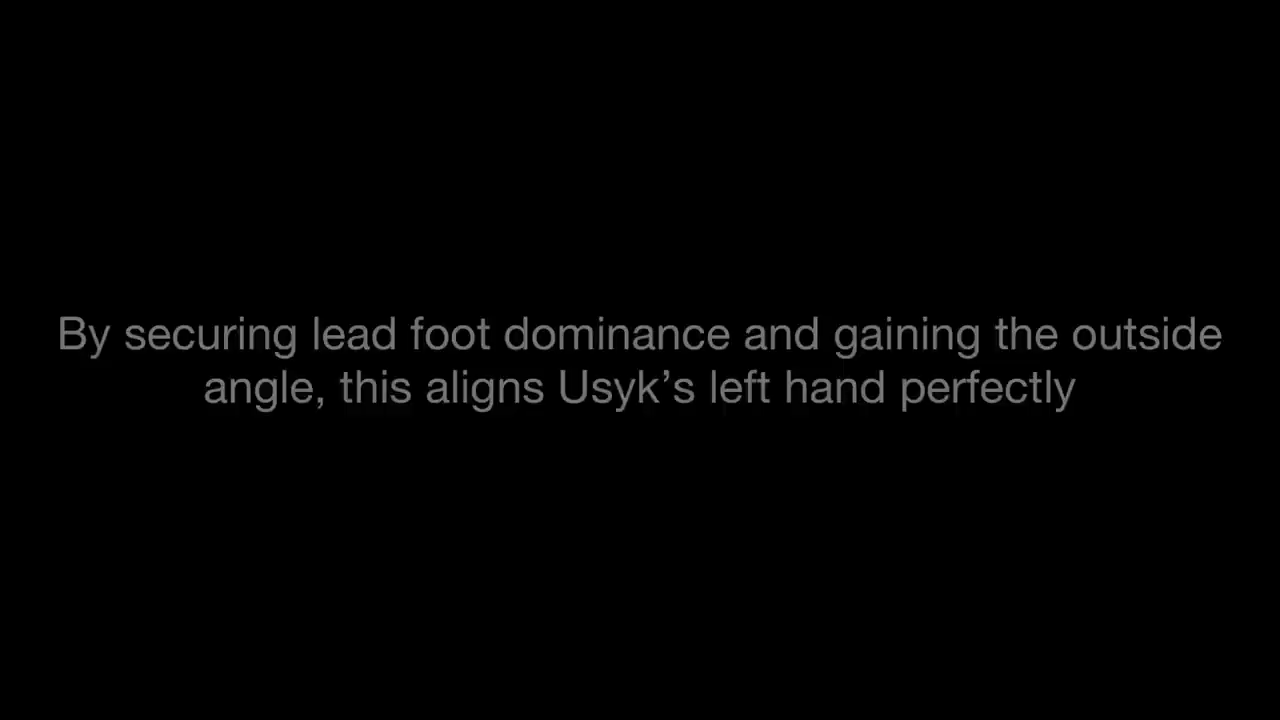 By securing lead foot dominance and gaining the outside
angle, this aligns Usyk’s left hand perfectly